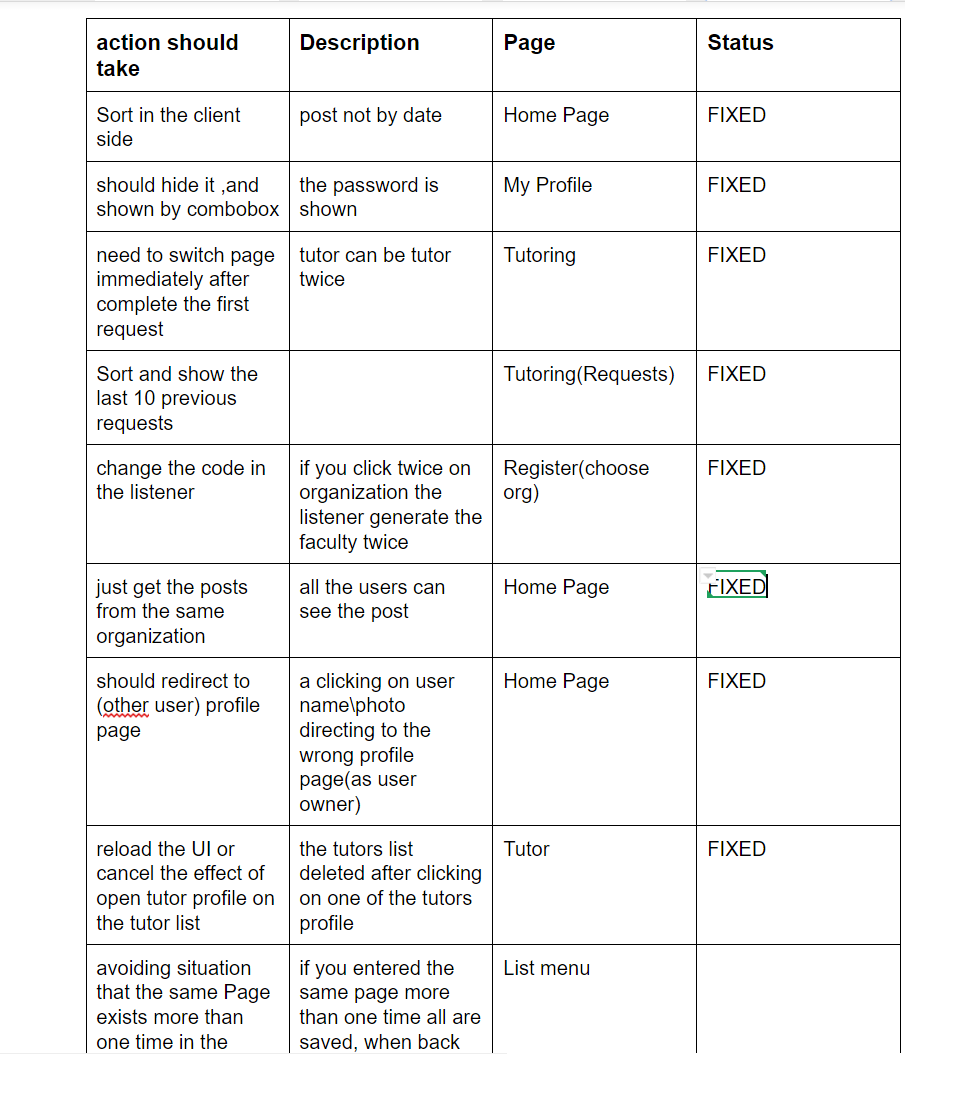 action should
take
Description
Page
Status
Sort in the client
side
post not by date
Home Page
FIXED
should hide it ,and
shown by combobox
the password is
shown
My Profile
FIXED
need to switch page
immediately after
complete the first
request
tutor can be tutor
twice
Tutoring
FIXED
Sort and show the
last 10 previous
requests
Tutoring(Requests)
FIXED
change the code in
the listener
if you click twice on
organization the
listener generate the
faculty twice
Register(choose
org)
FIXED
just get the posts
from the same
organization
all the users can
see the post
Home Page
FIXED
should redirect to
(other user) profile
page
a clicking on user
name\photo
directing to the
wrong profile
page(as user
owner)
Home Page
FIXED
reload the UI or
cancel the effect of
open tutor profile on
the tutor list
the tutors list
deleted after clicking
on one of the tutors
profile
Tutor
FIXED
avoiding situation
that the same Page
exists more than
one time in the
if you entered the
same page more
than one time all are
saved, when back
List menu